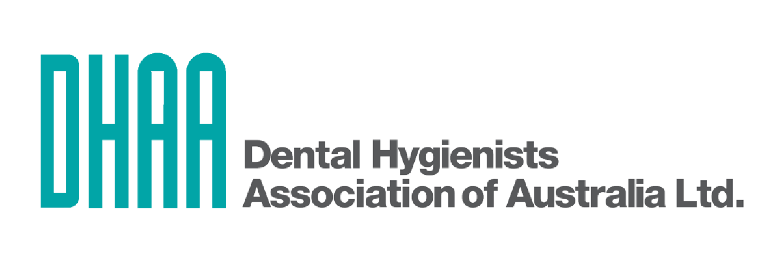 DHAA
Dental Hygienists
Association of Australia Ltd.